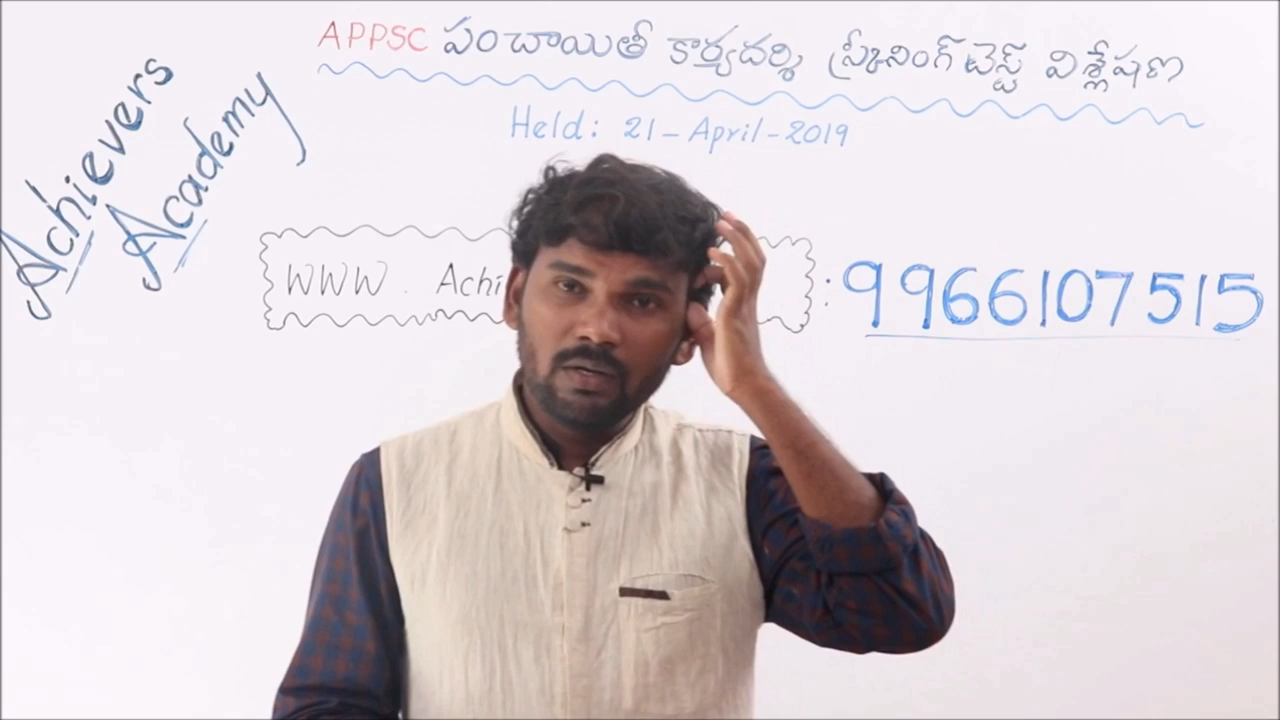 APPSC పంచాయితీ కార్యదర్శి స్క్రీనింగ్ టెస్ట్ విశ్లేషణ
Held: 21-April-2019
Achievers
Academy
WWW. Achi
: 9966107515